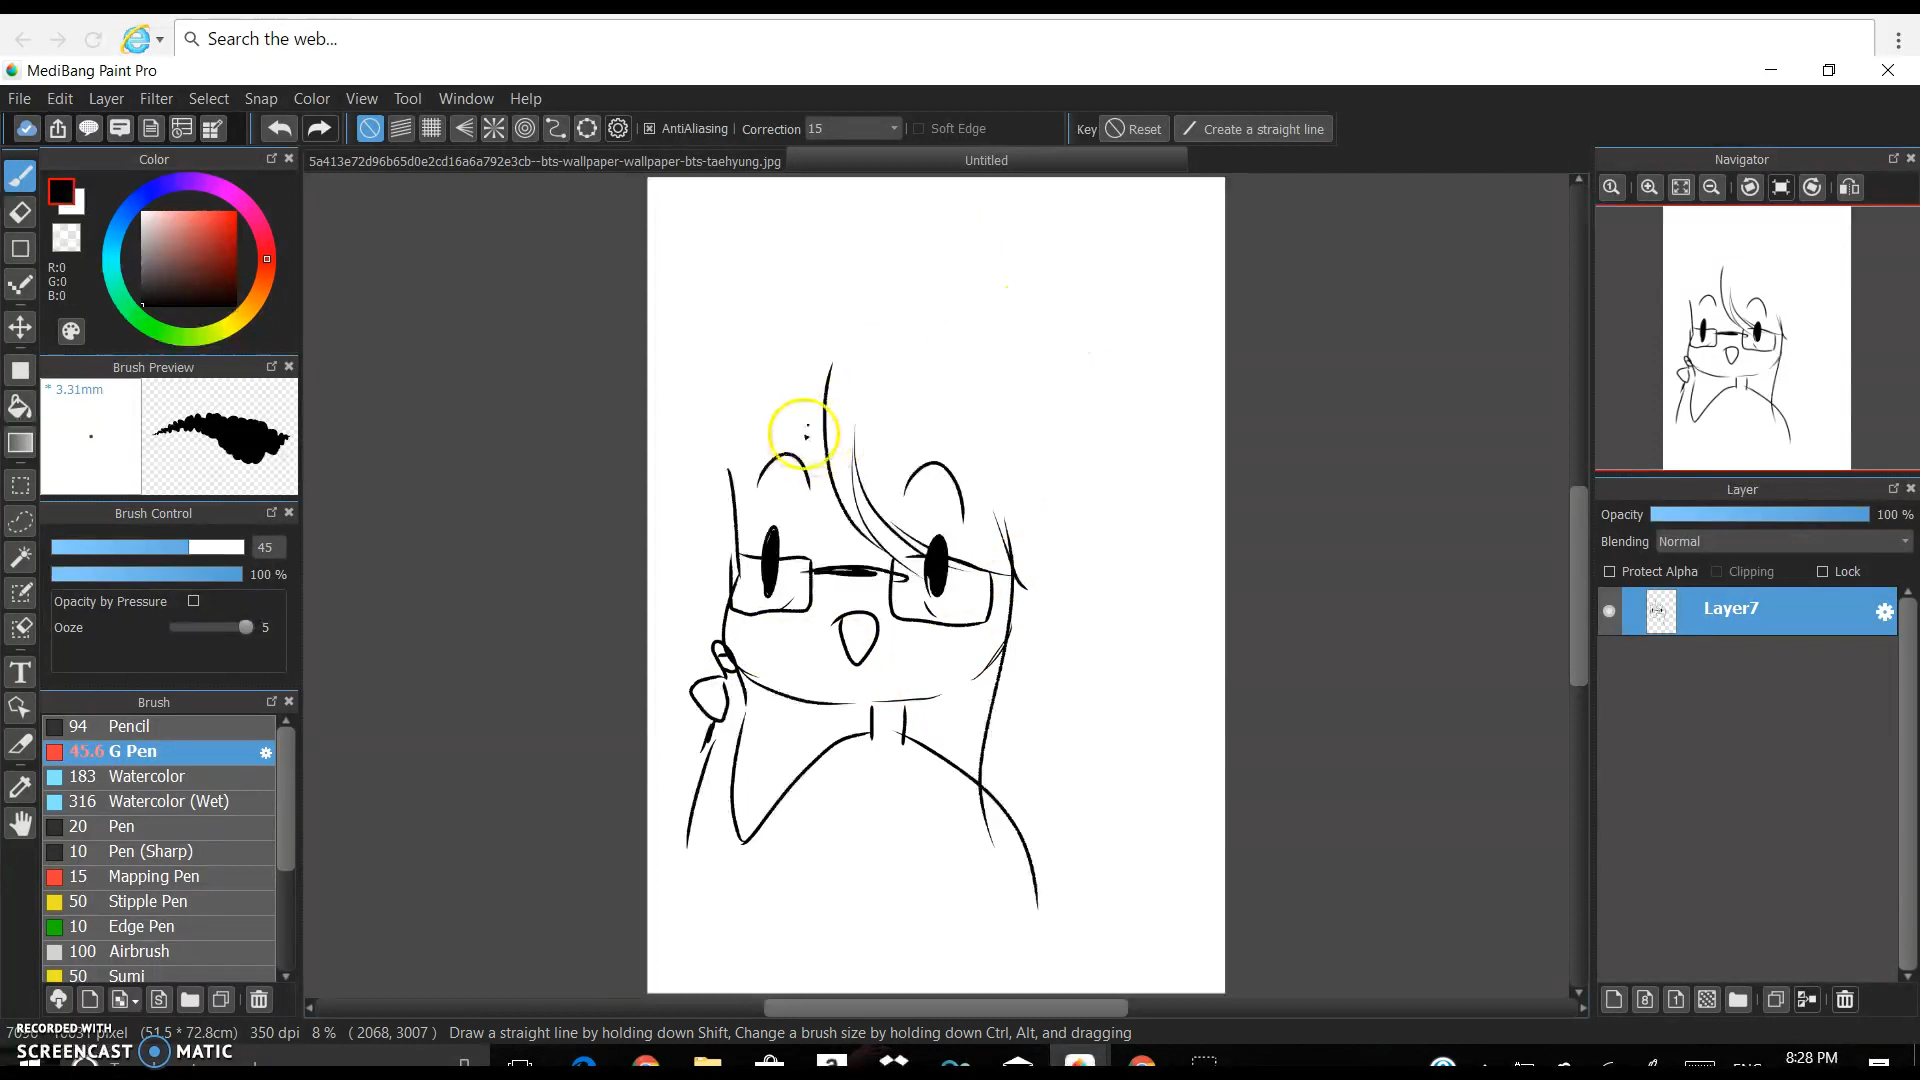 Search the web...
MediBang Paint Pro
File Edit Layer Filter Select Snap Color View Tool Window Help
AntiAliasing Correction 15 Soft Edge Key Reset Create a straight line
Color
5a413e72d96b65d0e2cd16a6a792e3cb--bts-wallpaper-wallpaper-bts-taehyung.jpg
Untitled
Navigator
R:0
G:0
B:0
Brush Preview
* 3.31mm
Brush Control
45
100 %
Opacity by Pressure
Ooze 5
Brush
94 Pencil
45.6 G Pen
183 Watercolor
316 Watercolor (Wet)
20 Pen
10 Pen (Sharp)
15 Mapping Pen
50 Stipple Pen
10 Edge Pen
100 Airbrush
50 Sumi
Layer
Opacity 100 %
Blending Normal
Protect Alpha Clipping Lock
Layer7
pixel (51.5 * 72.8cm) 350 dpi 8 % ( 2068, 3007 ) Draw a straight line by holding down Shift, Change a brush size by holding down Ctrl, Alt, and dragging
RECORDED WITH
SCREENCAST MATIC
8:28 PM